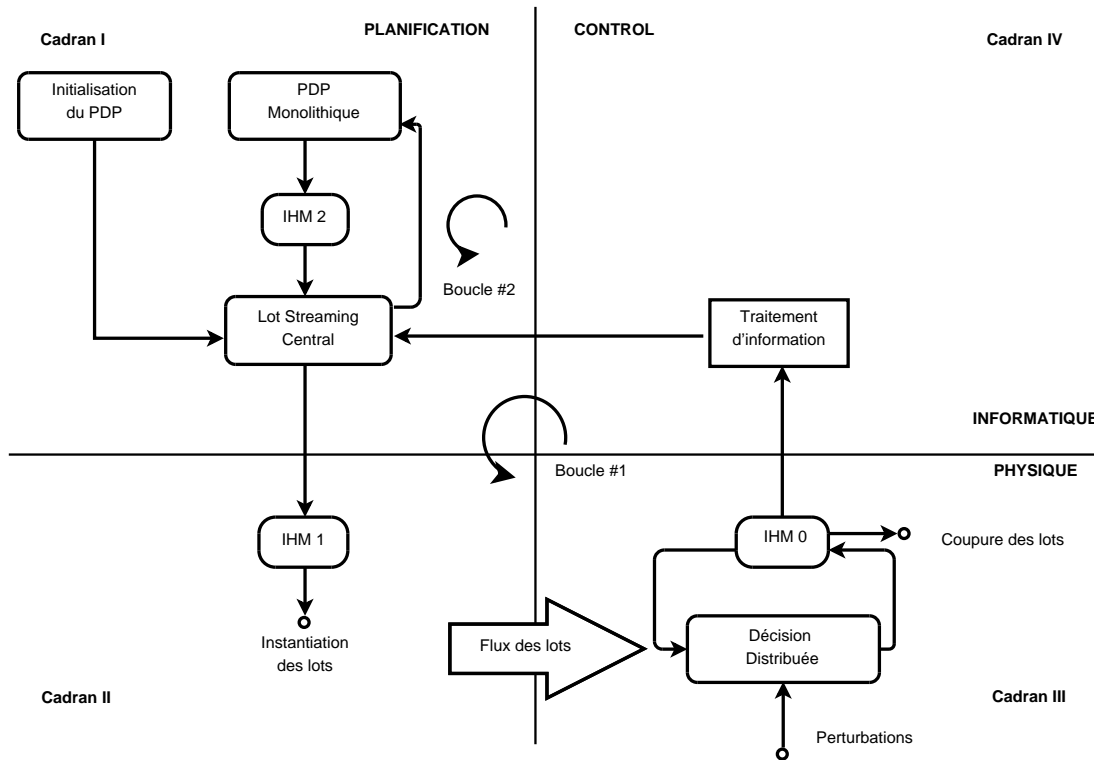 PLANIFICATION
CONTROL
Cadran I
Cadran IV
Initialisation
du PDP
PDP
Monolithique
IHM 2
Boucle #2
Lot Streaming
Central
Traitement
d'information
INFORMATIQUE
Boucle #1
PHYSIQUE
IHM 1
IHM 0
Coupure des lots
Instantiation
des lots
Flux des lots
Décision
Distribuée
Cadran II
Cadran III
Perturbations